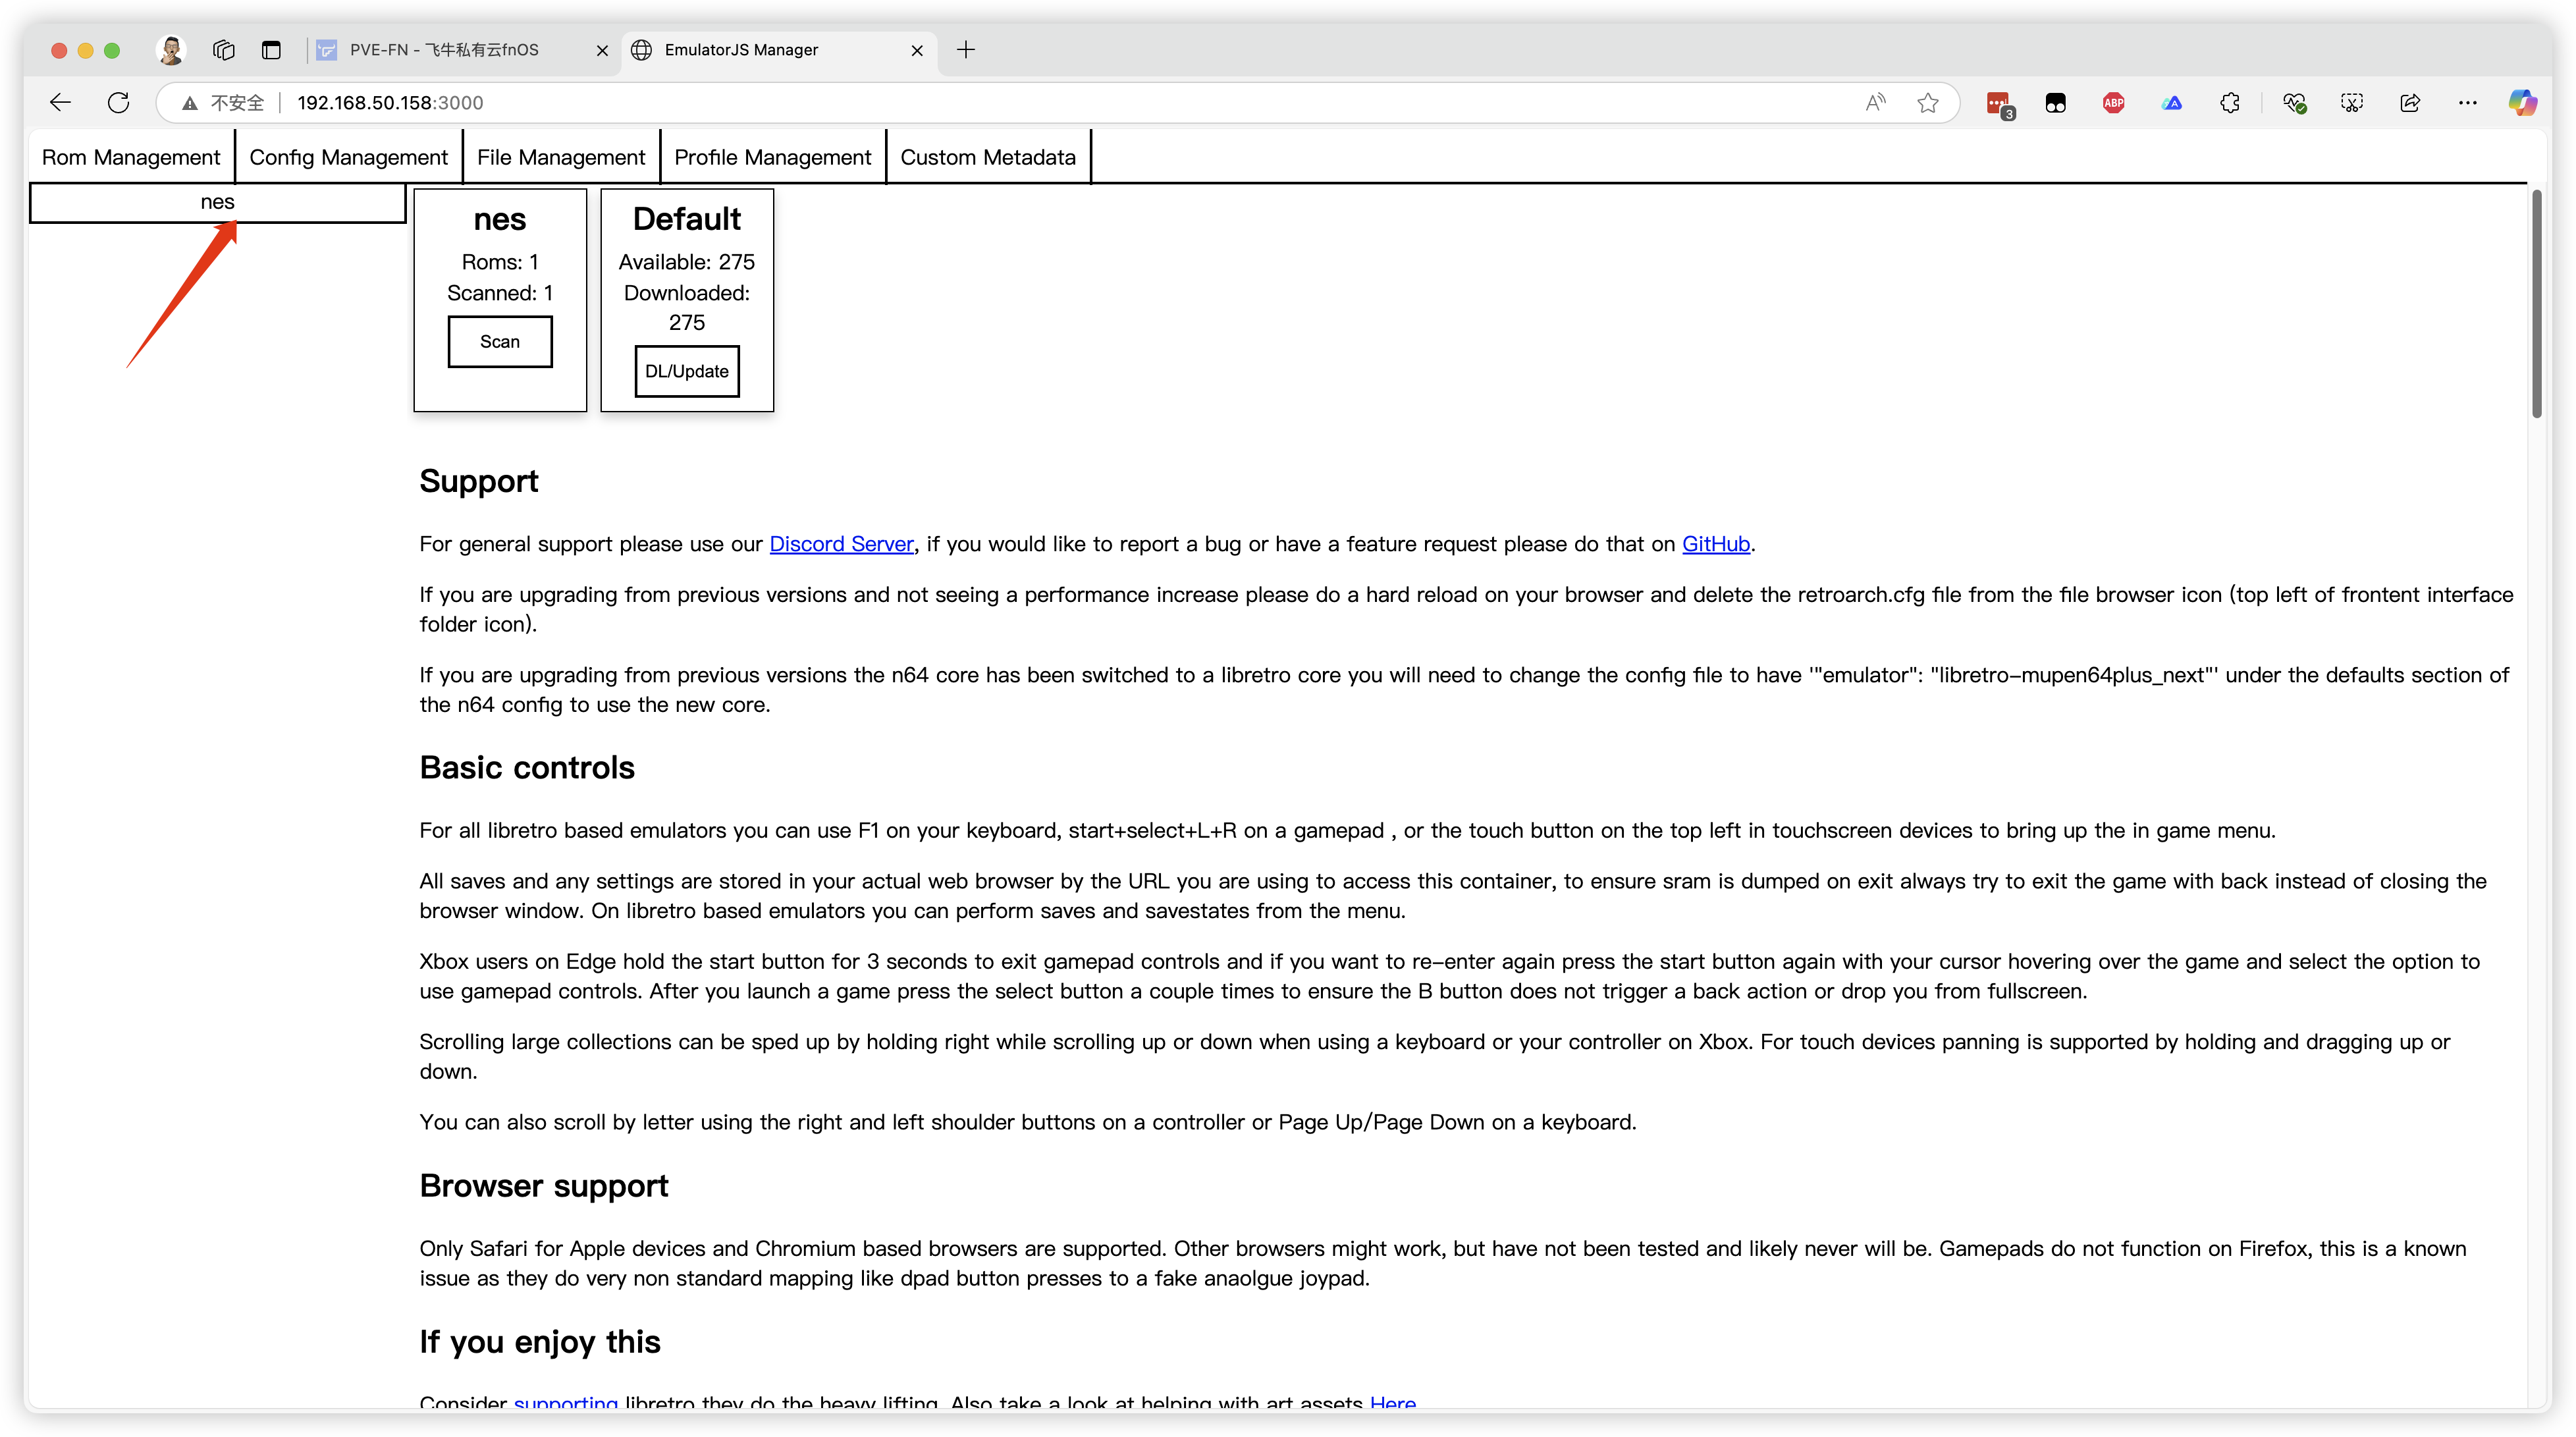 PVE-FN - 飞牛私有云fnOS
EmulatorJS Manager
不安全 192.168.50.158:3000
3
ABP
Rom Management
Config Management
File Management
Profile Management
Custom Metadata
nes
nes
Roms: 1
Scanned: 1
Scan
Default
Available: 275
Downloaded:
275
DL/Update
Support
For general support please use our Discord Server, if you would like to report a bug or have a feature request please do that on GitHub.
If you are upgrading from previous versions and not seeing a performance increase please do a hard reload on your browser and delete the retroarch.cfg file from the file browser icon (top left of frontent interface
folder icon).
If you are upgrading from previous versions the n64 core has been switched to a libretro core you will need to change the config file to have '"emulator": "libretro-mupen64plus_next"' under the defaults section of
the n64 config to use the new core.
Basic controls
For all libretro based emulators you can use F1 on your keyboard, start+select+L+R on a gamepad , or the touch button on the top left in touchscreen devices to bring up the in game menu.
All saves and any settings are stored in your actual web browser by the URL you are using to access this container, to ensure sram is dumped on exit always try to exit the game with back instead of closing the
browser window. On libretro based emulators you can perform saves and savestates from the menu.
Xbox users on Edge hold the start button for 3 seconds to exit gamepad controls and if you want to re-enter again press the start button again with your cursor hovering over the game and select the option to
use gamepad controls. After you launch a game press the select button a couple times to ensure the B button does not trigger a back action or drop you from fullscreen.
Scrolling large collections can be sped up by holding right while scrolling up or down when using a keyboard or your controller on Xbox. For touch devices panning is supported by holding and dragging up or
down.
You can also scroll by letter using the right and left shoulder buttons on a controller or Page Up/Page Down on a keyboard.
Browser support
Only Safari for Apple devices and Chromium based browsers are supported. Other browsers might work, but have not been tested and likely never will be. Gamepads do not function on Firefox, this is a known
issue as they do very non standard mapping like dpad button presses to a fake anaolgue joypad.
If you enjoy this
Consider supporting libretro they do the heavy lifting. Also take a look at helping with art assets Here